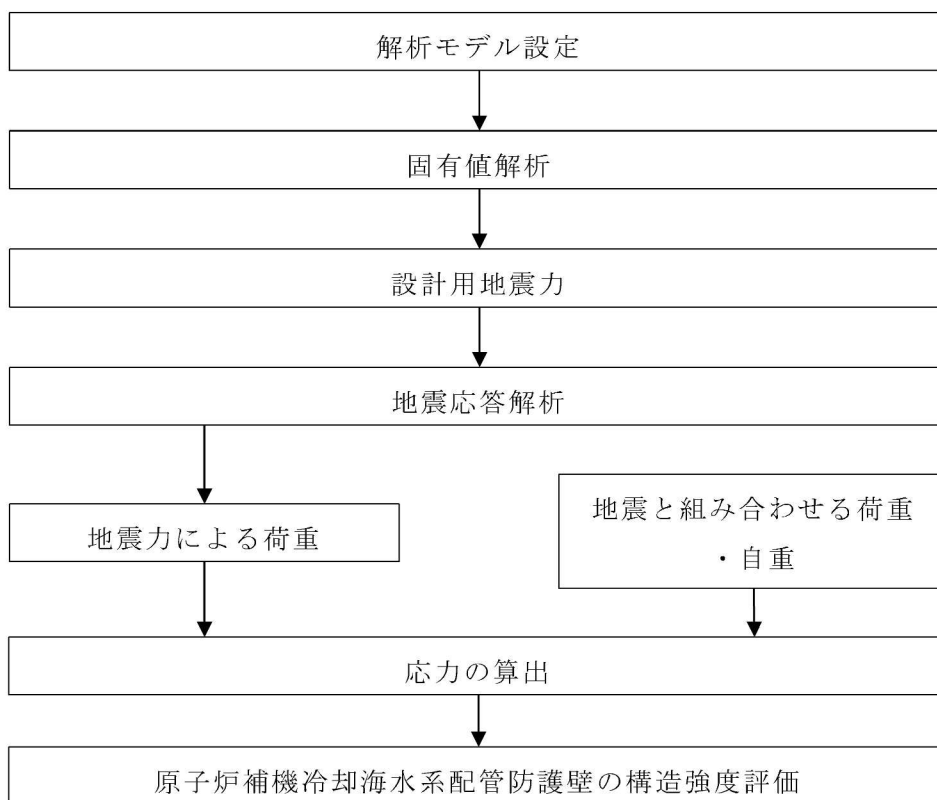 解析モデル設定
固有値解析
設計用地震力
地震応答解析
地震力による荷重
地震と組み合わせる荷重
・自重
応力の算出
原子炉補機冷却海水系配管防護壁の構造強度評価